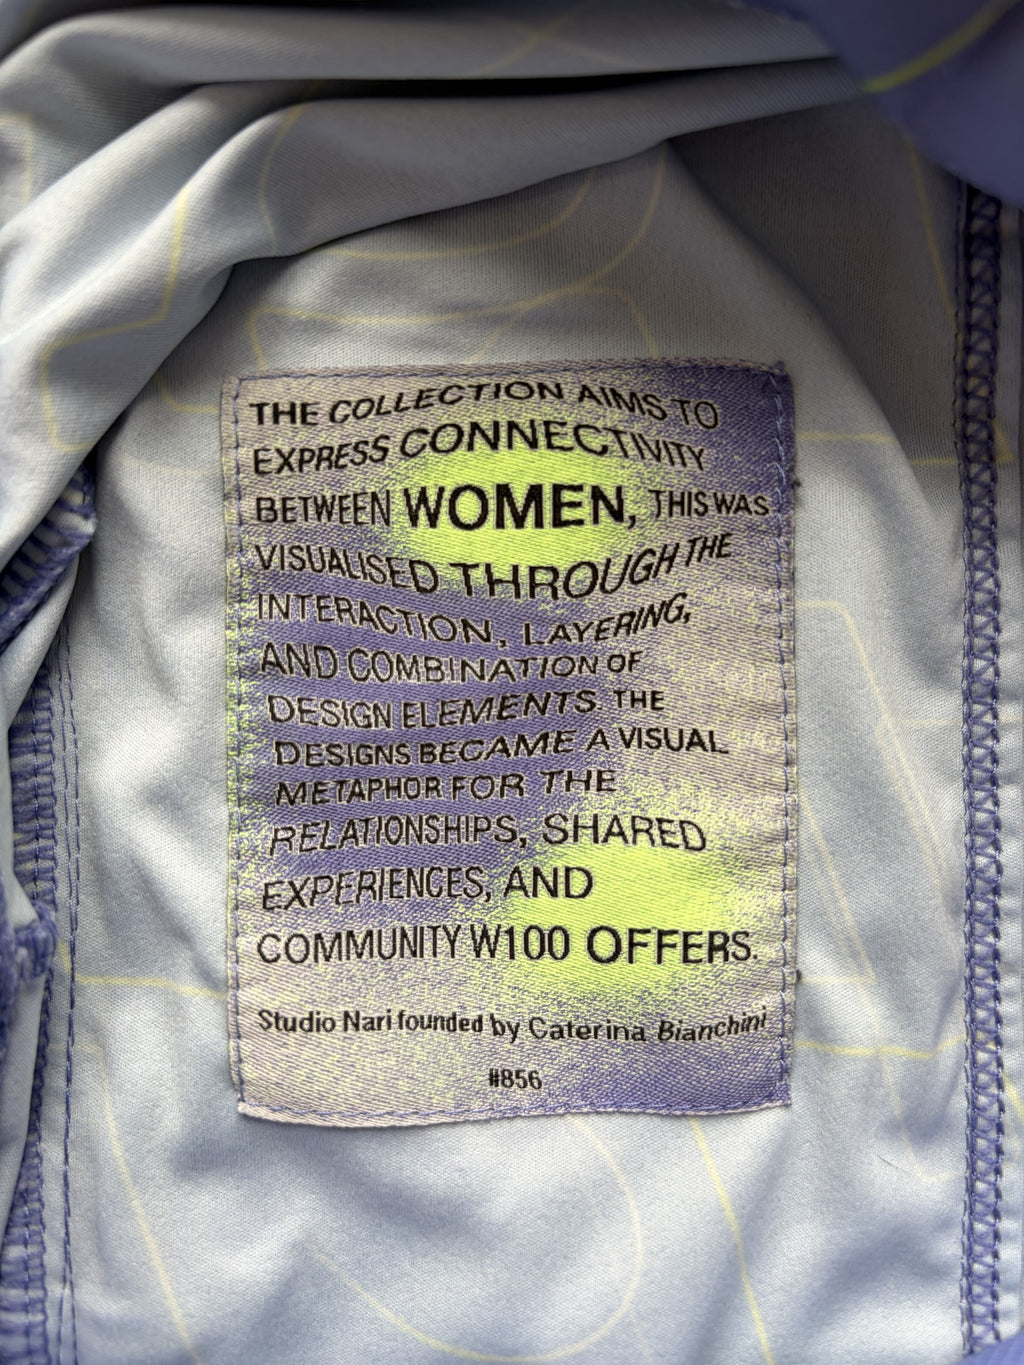 THE COLLECTION AIMS TO
EXPRESS CONNECTIVITY
BETWEEN WOMEN, THIS WAS
VISUALISED THROUGH THE
INTERACTION, LAYERING,
AND COMBINATION OF
DESIGN ELEMENTS. THE
DESIGNS BECAME A VISUAL
METAPHOR FOR THE
RELATIONSHIPS, SHARED
EXPERIENCES, AND
COMMUNITY W100 OFFERS.
Studio Nari founded by Caterina Bianchini
#856